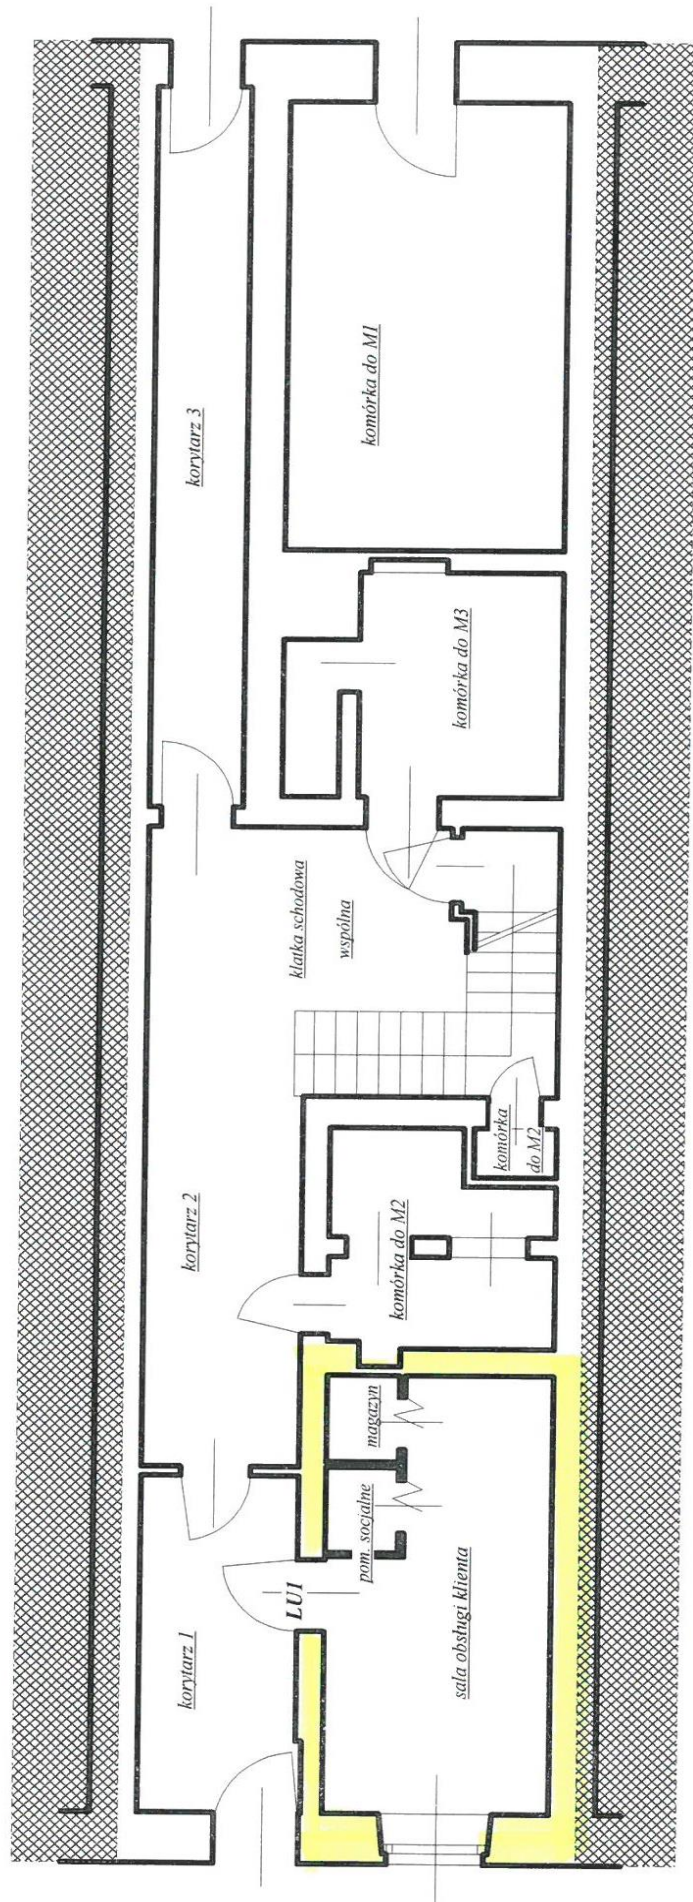 korytarz 3
komórka do M1
komórka do M3
klatka schodowa
wspólna
korytarz 2
komórka
do M2
komórka do M2
magazyn
pom. socjalne
LU1
korytarz 1
sala obsługi klienta